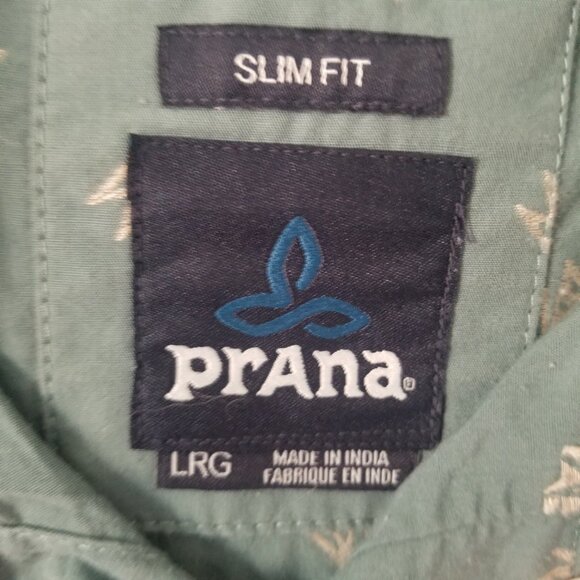 SLIM FIT
prAna
LRG
MADE IN INDIA
FABRIQUE EN INDE